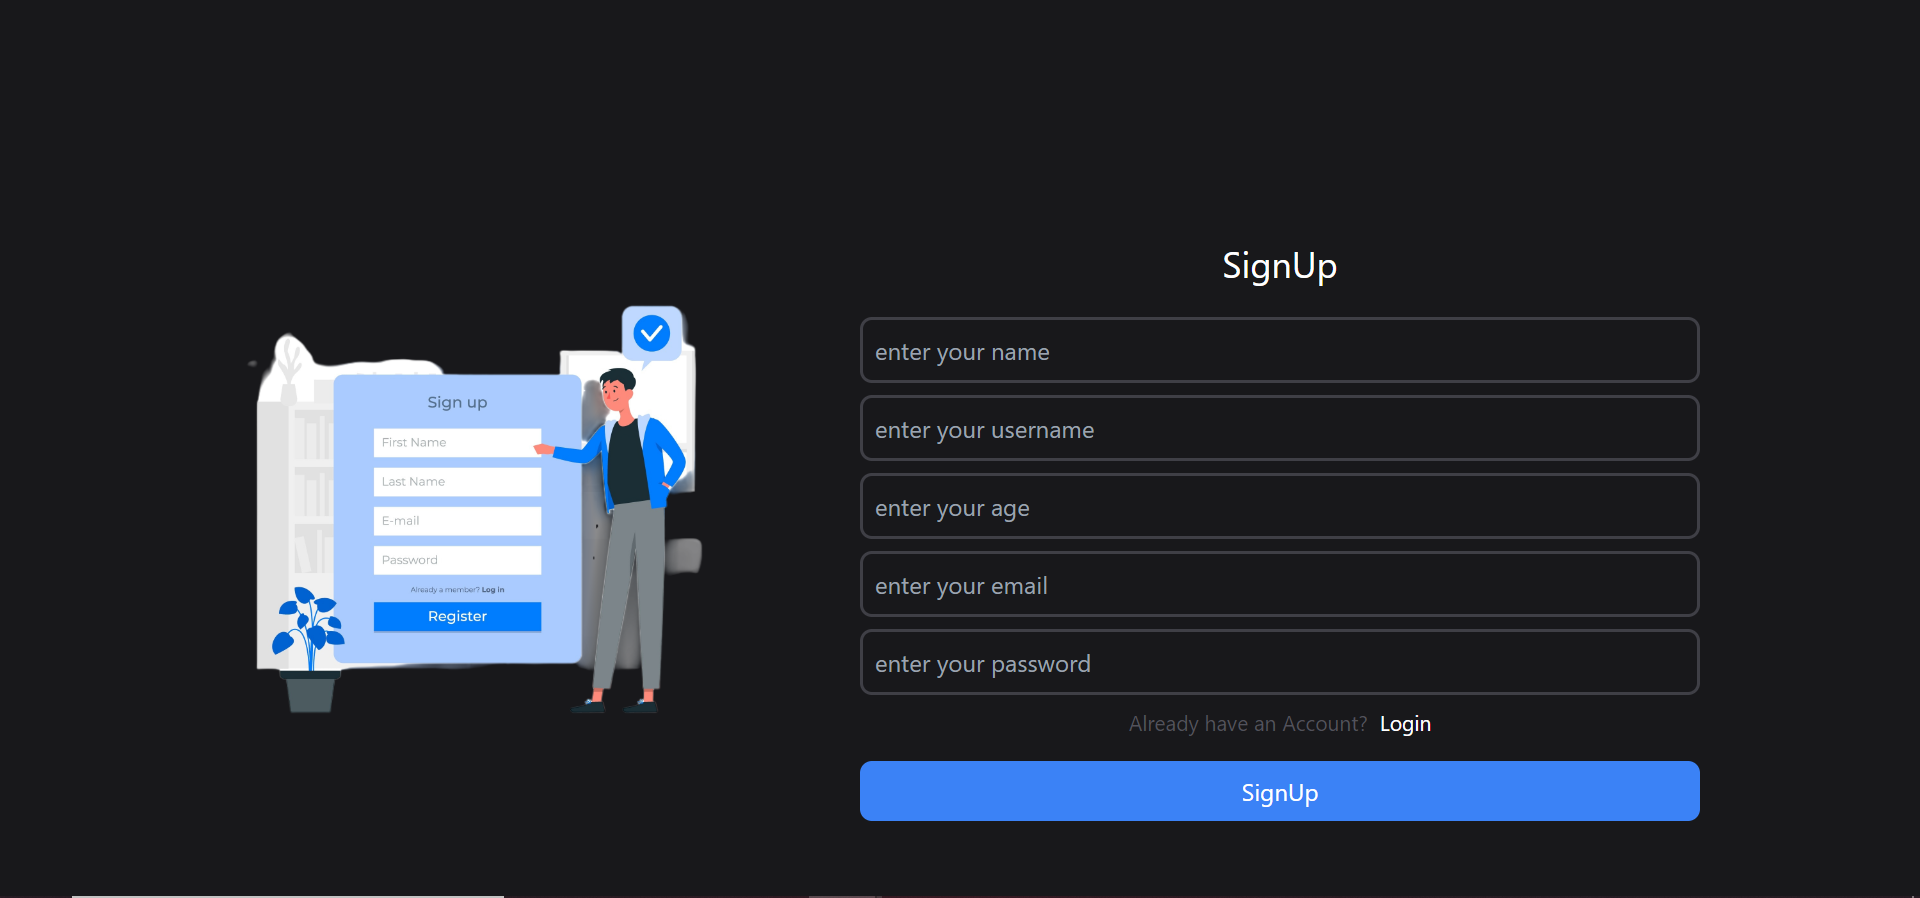 SignUp
enter your name
enter your username
enter your age
enter your email
enter your password
Already have an Account? Login
SignUp
Sign up
First Name
Last Name
E-mail
Password
Already a member? Log in
Register